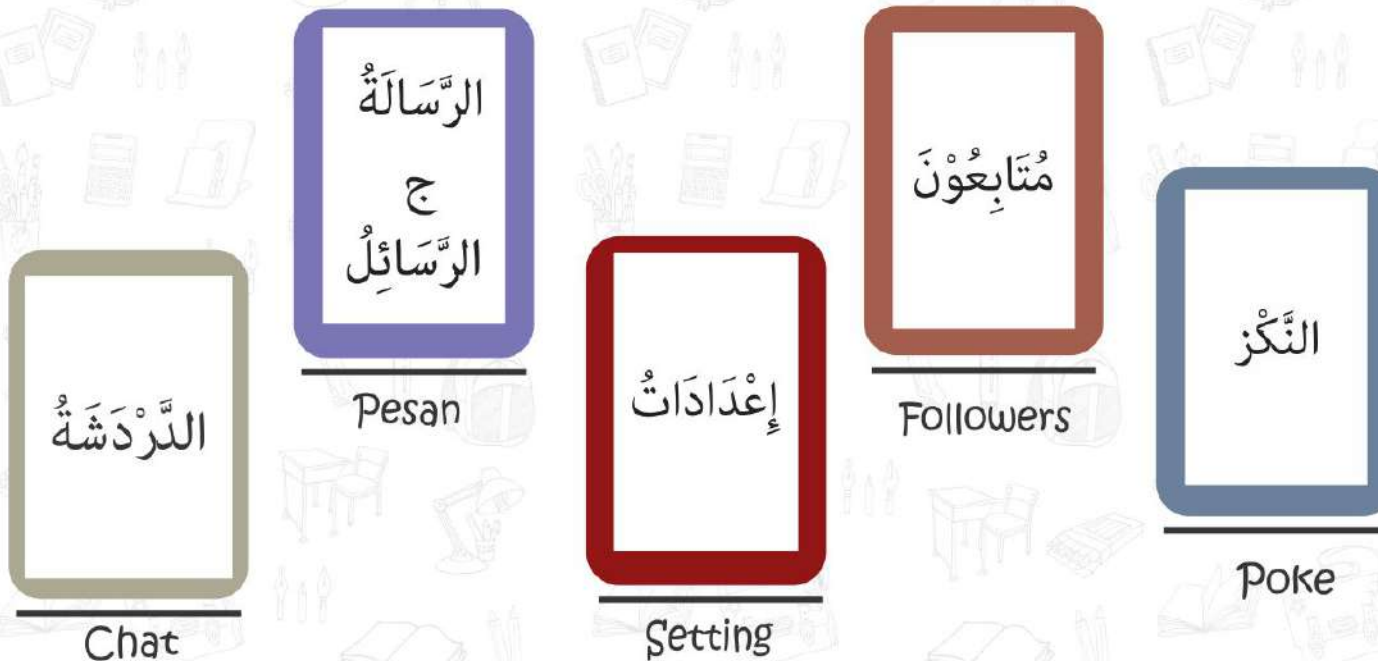 الدَّرْدَشَةُ
Chat
الرَّسَالَةُ
ج
الرَّسَائِلُ
Pesan
إِعْدَادَاتُ
Setting
مُتَابِعُوْنَ
Followers
النَّكْز
Poke